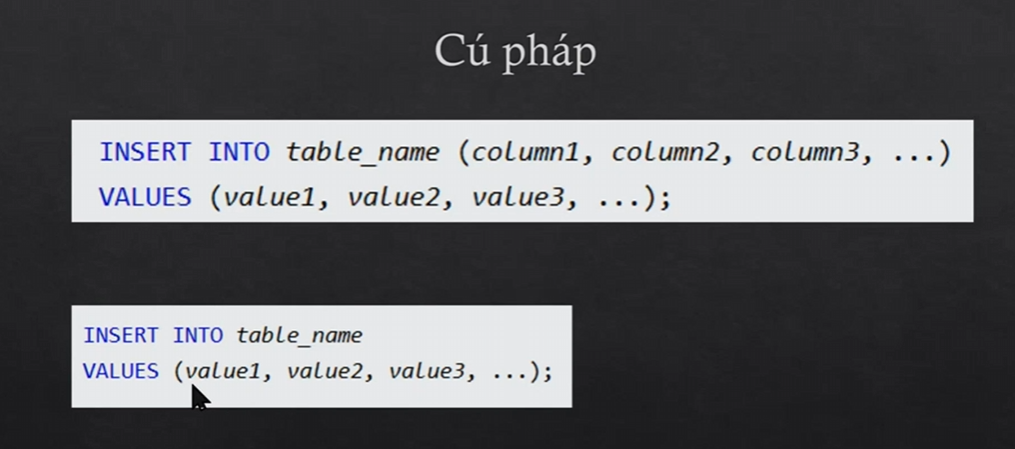 Cú pháp
INSERT INTO table_name (column1, column2, column3, ...)
VALUES (value1, value2, value3, ...);
INSERT INTO table_name
VALUES (value1, value2, value3, ...);